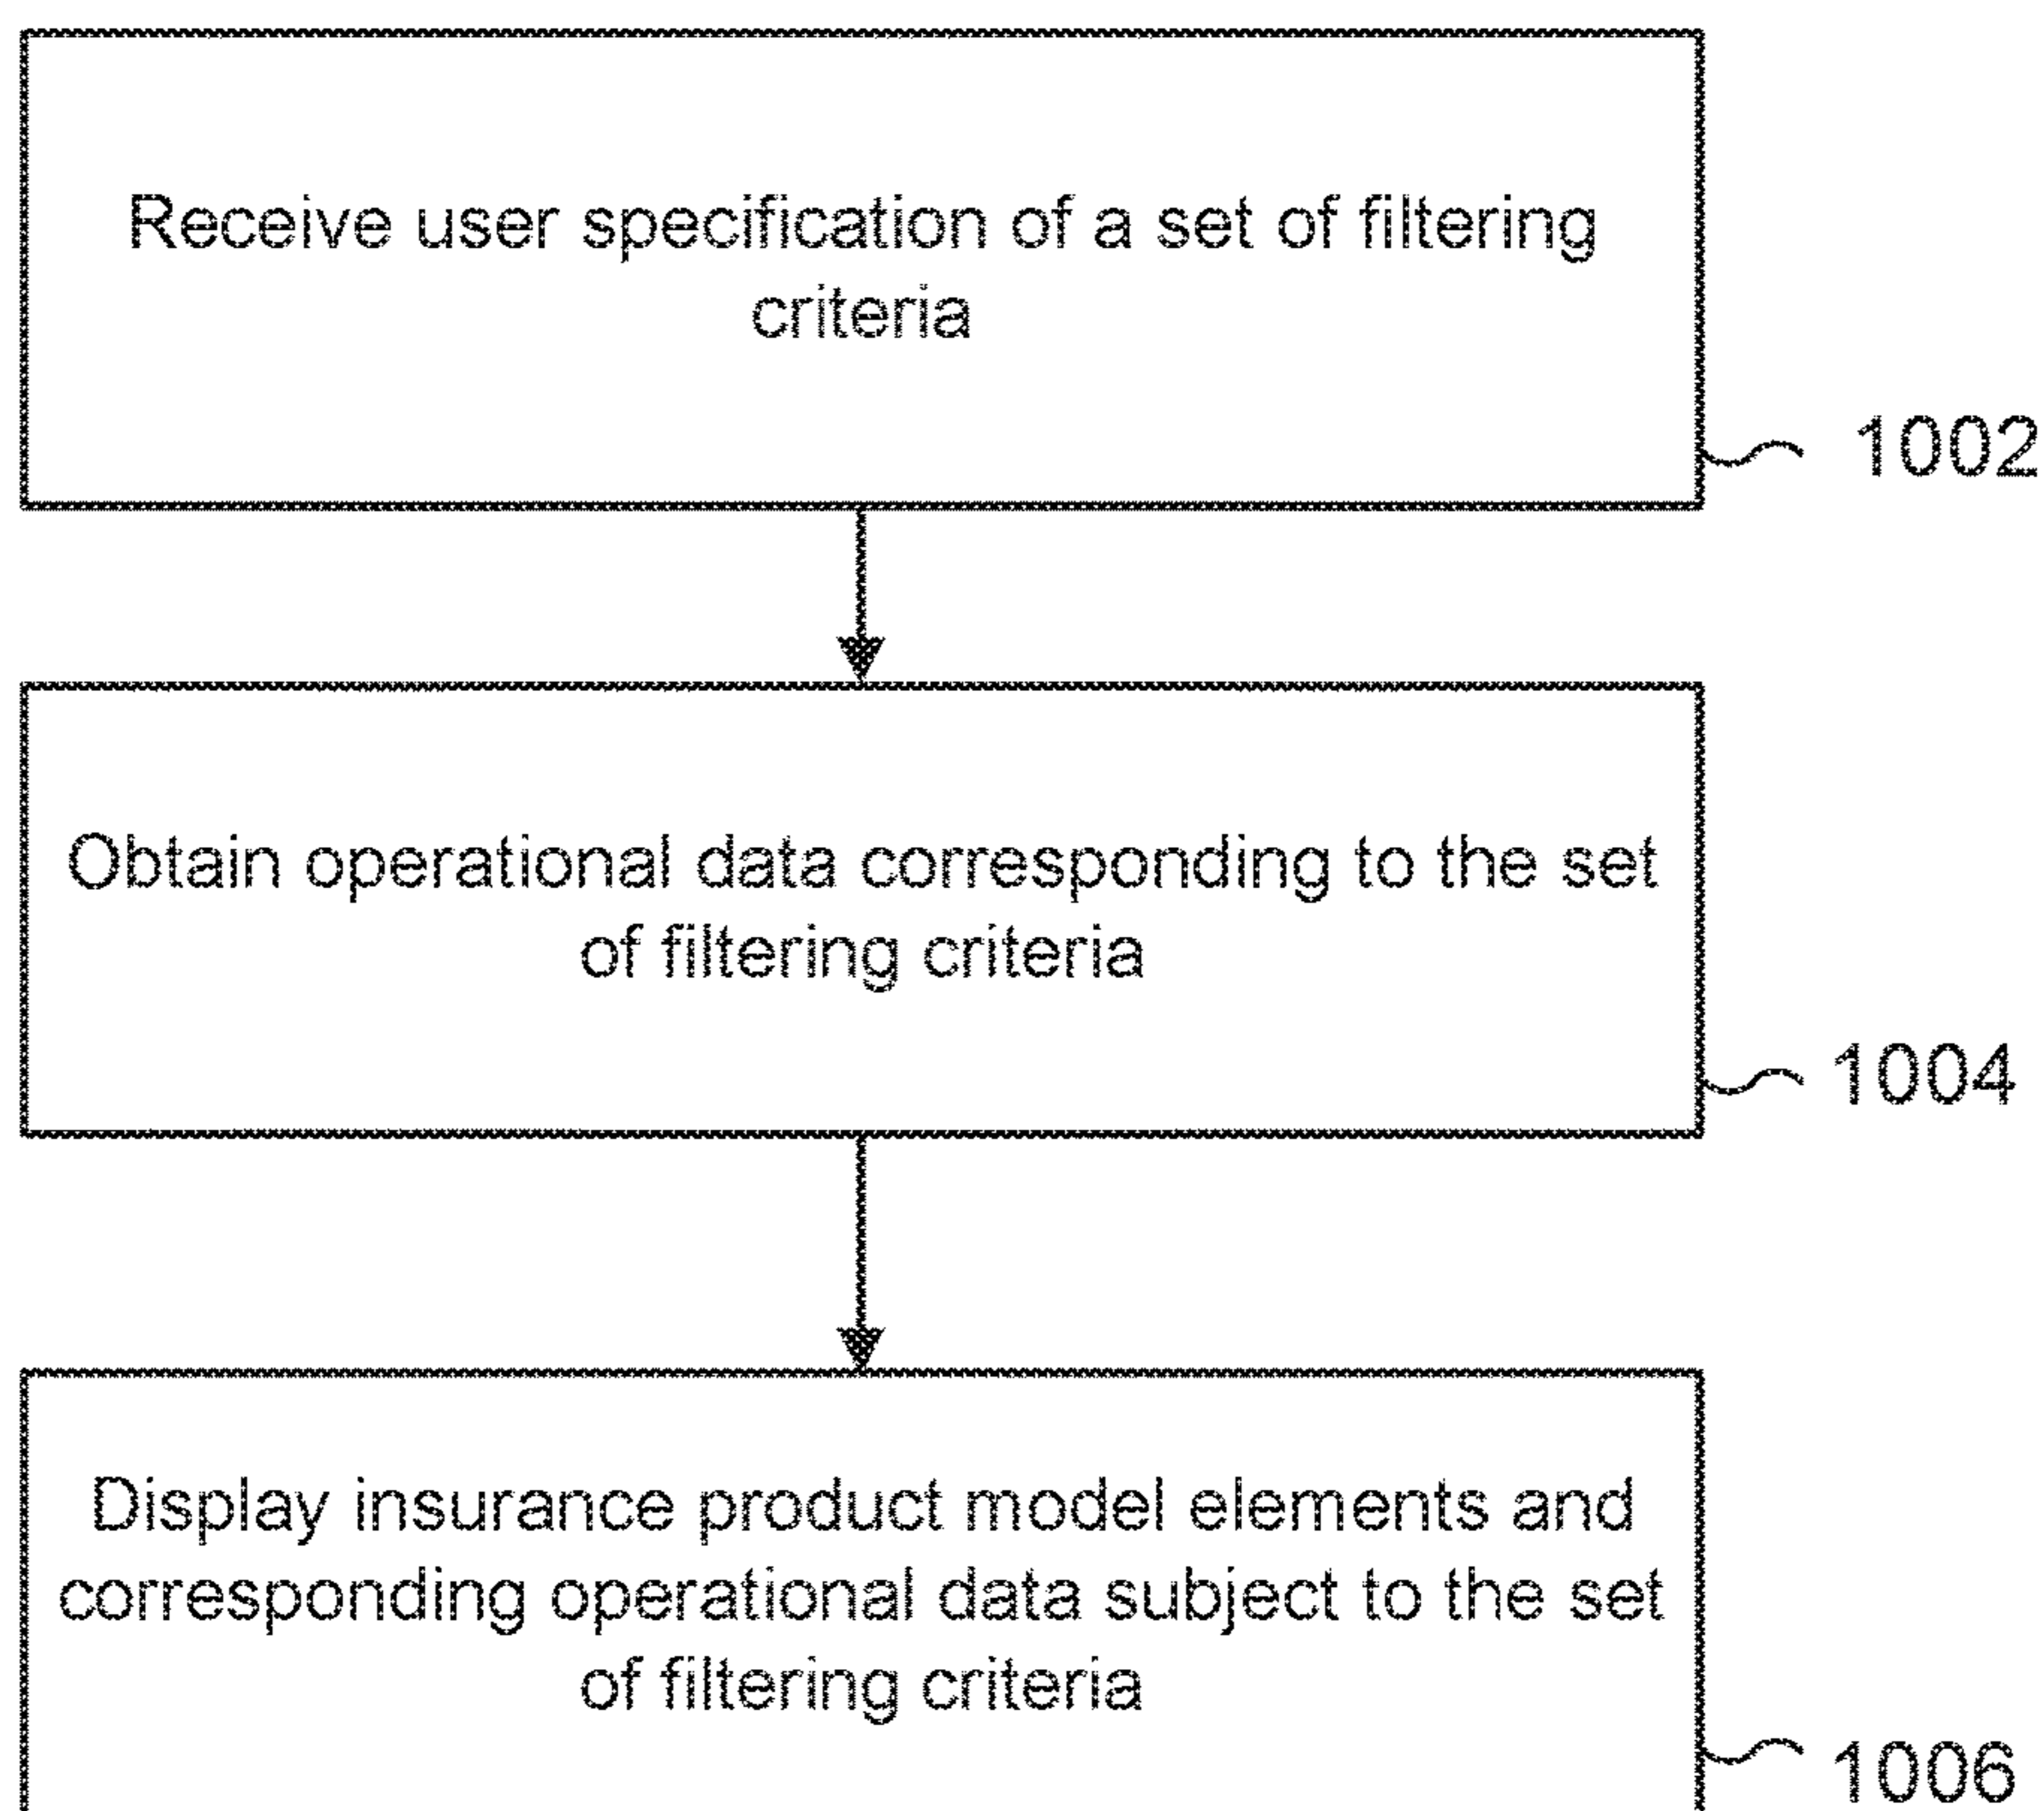 Receive user specification of a set of filtering
criteria
1002
Obtain operational data corresponding to the set
of filtering criteria
1004
Display insurance product model elements and
corresponding operational data subject to the set
of filtering criteria
1006